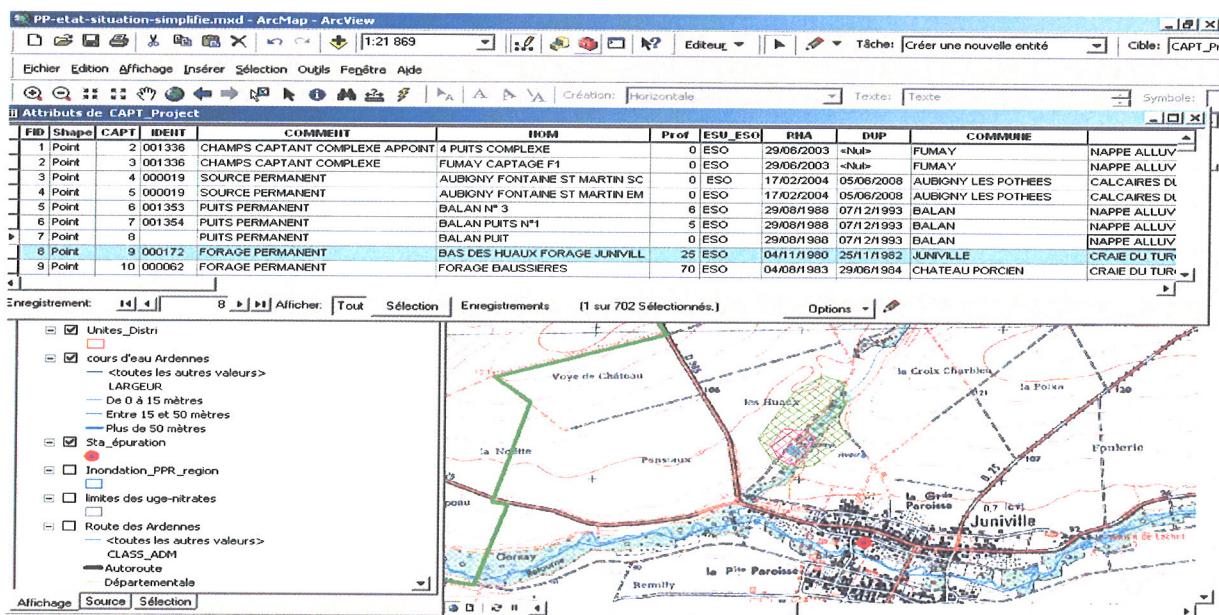 PP-etat-situation-simplifie.mxd - ArcMap - ArcView
1:21 869 Editeur Tâche: Créer une nouvelle entité Cible: CAPT_Pr
Fichier Edition Affichage Insérer Sélection Outils Fenêtre Aide
Création: Horizontale Texte: Texte Symbole:
Attributs de CAPT_Project
FID Shape CAPT IDENT COMMENT NOM Prof ESU_ESO RHA DUP COMMUNE
1 Point 2 001336 CHAMPS CAPTANT COMPLEXE APPOINT 4 PUITS COMPLEXE 0 ESO 29/06/2003 <Nul> FUMAY NAPPE ALLUV
2 Point 3 001336 CHAMPS CAPTANT COMPLEXE FUMAY CAPTAGE F1 0 ESO 29/06/2003 <Nul> FUMAY NAPPE ALLUV
3 Point 4 000019 SOURCE PERMANENT AUBIGNY FONTAINE ST MARTIN SC 0 ESO 17/02/2004 05/06/2008 AUBIGNY LES POTHEES CALCAIRES DU
4 Point 5 000019 SOURCE PERMANENT AUBIGNY FONTAINE ST MARTIN EM 0 ESO 17/02/2004 05/06/2008 AUBIGNY LES POTHEES CALCAIRES DU
5 Point 6 001353 PUITS PERMANENT BALAN N° 3 6 ESO 29/08/1988 07/12/1993 BALAN NAPPE ALLUV
6 Point 7 001354 PUITS PERMANENT BALAN PUITS N°1 5 ESO 29/08/1988 07/12/1993 BALAN NAPPE ALLUV
7 Point 8 PUITS PERMANENT BALAN PUIT 0 ESO 29/08/1988 07/12/1993 BALAN NAPPE ALLUV
8 Point 9 000172 FORAGE PERMANENT BAS DES HUAUX FORAGE JUNIVILL 25 ESO 04/11/1980 25/11/1982 JUNIVILLE CRAIE DU TUR
9 Point 10 000062 FORAGE PERMANENT FORAGE BAUSSIERES 70 ESO 04/08/1983 29/06/1984 CHATEAU PORCIEN CRAIE DU TUR
Enregistrement: 8 Afficher: Tout Sélection Enregistrements (1 sur 702 Sélectionnés.) Options
Unites_Distri
cours d'eau Ardennes
<toutes les autres valeurs>
LARGEUR
De 0 à 15 mètres
Entre 15 et 50 mètres
Plus de 50 mètres
Sta_épuration
Inondation_PPR_region
limites des uge-nitrates
Route des Ardennes
<toutes les autres valeurs>
CLASS_ADM
Autoroute
Départementale
Affichage Source Sélection
Voye de Château
106
la Croix Charbleu
la Poixa
121
120
les Huaux
la Noëtte
Ponsiaux
107
D.25
Foulerie
la Gde Paroisse
0,7
Juniville
92
Gernay
Retourne
la Pite Paroisse
Remilly